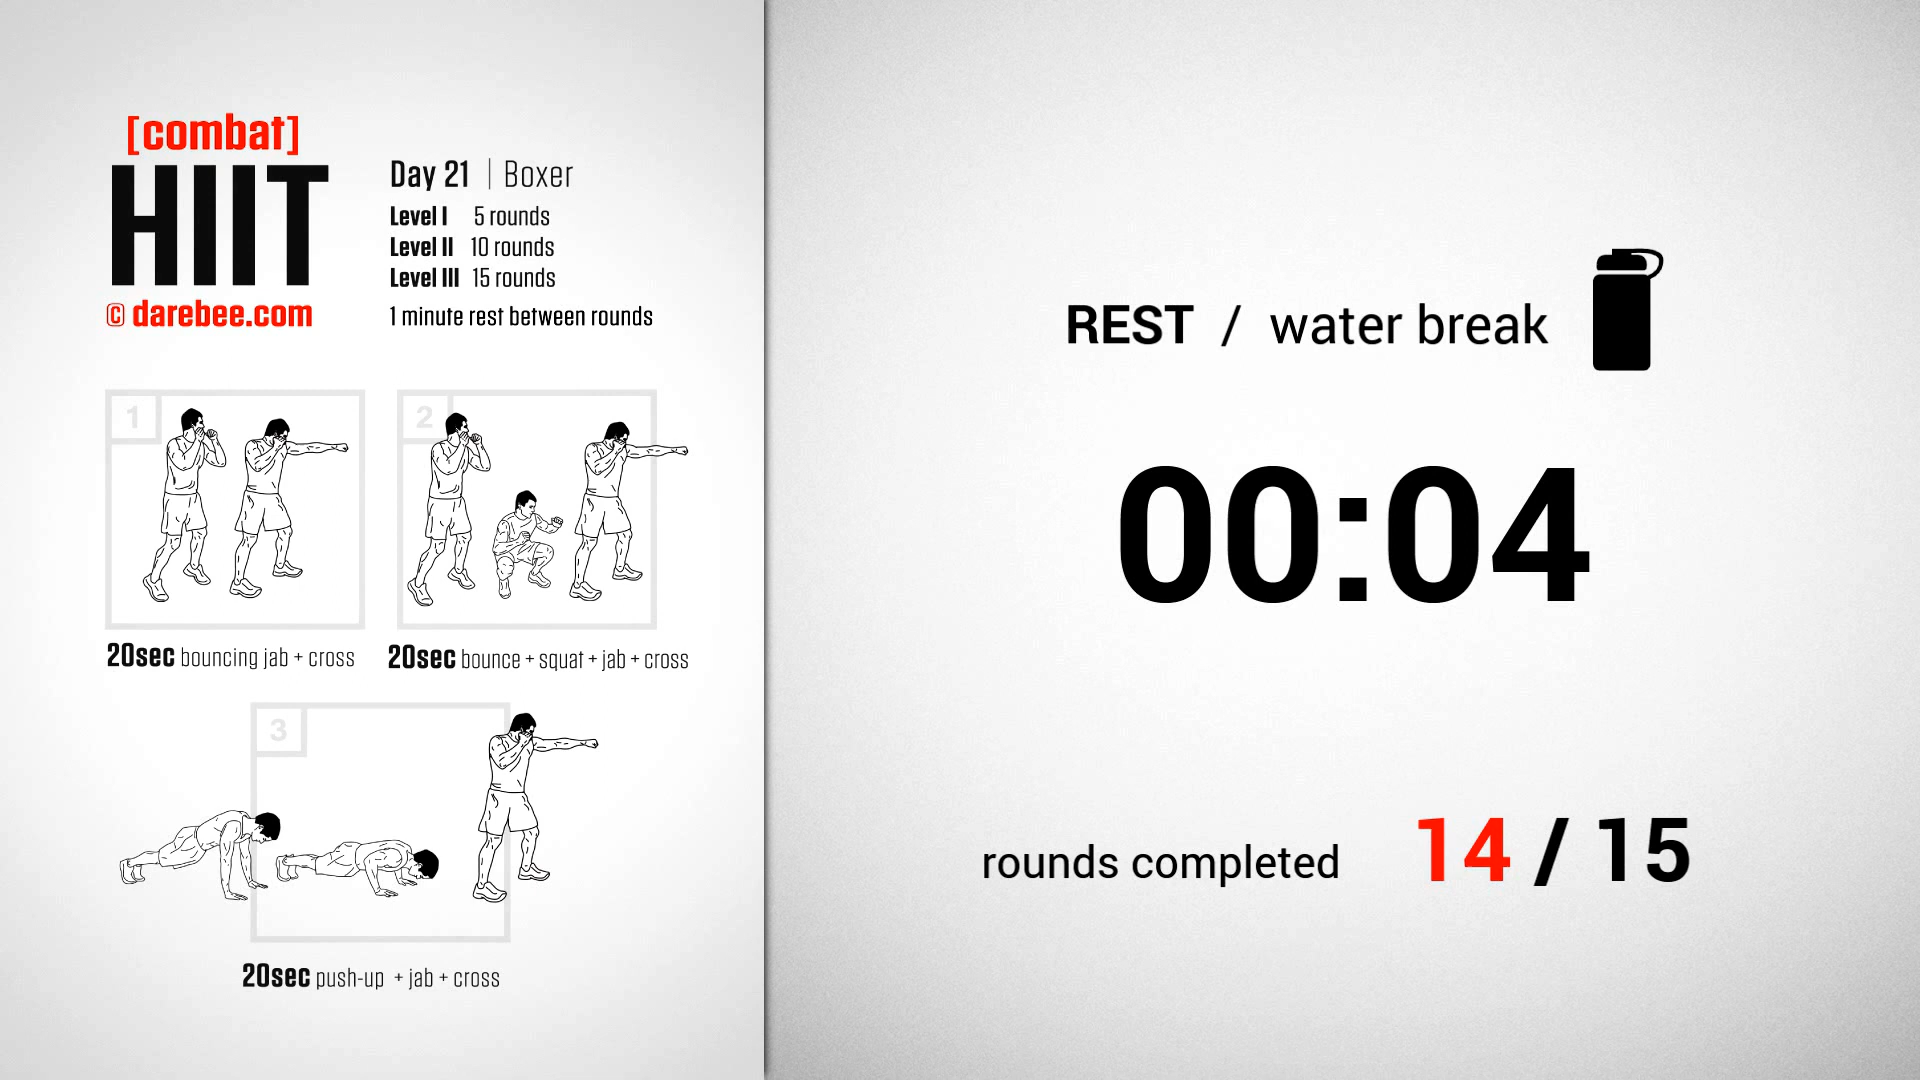 [combat]
HIIT
© darebee.com
Day 21 | Boxer
Level I 5 rounds
Level II 10 rounds
Level III 15 rounds
1 minute rest between rounds
1
20sec bouncing jab + cross
2
20sec bounce + squat + jab + cross
3
20sec push-up + jab + cross
REST / water break
00:04
rounds completed 14 / 15